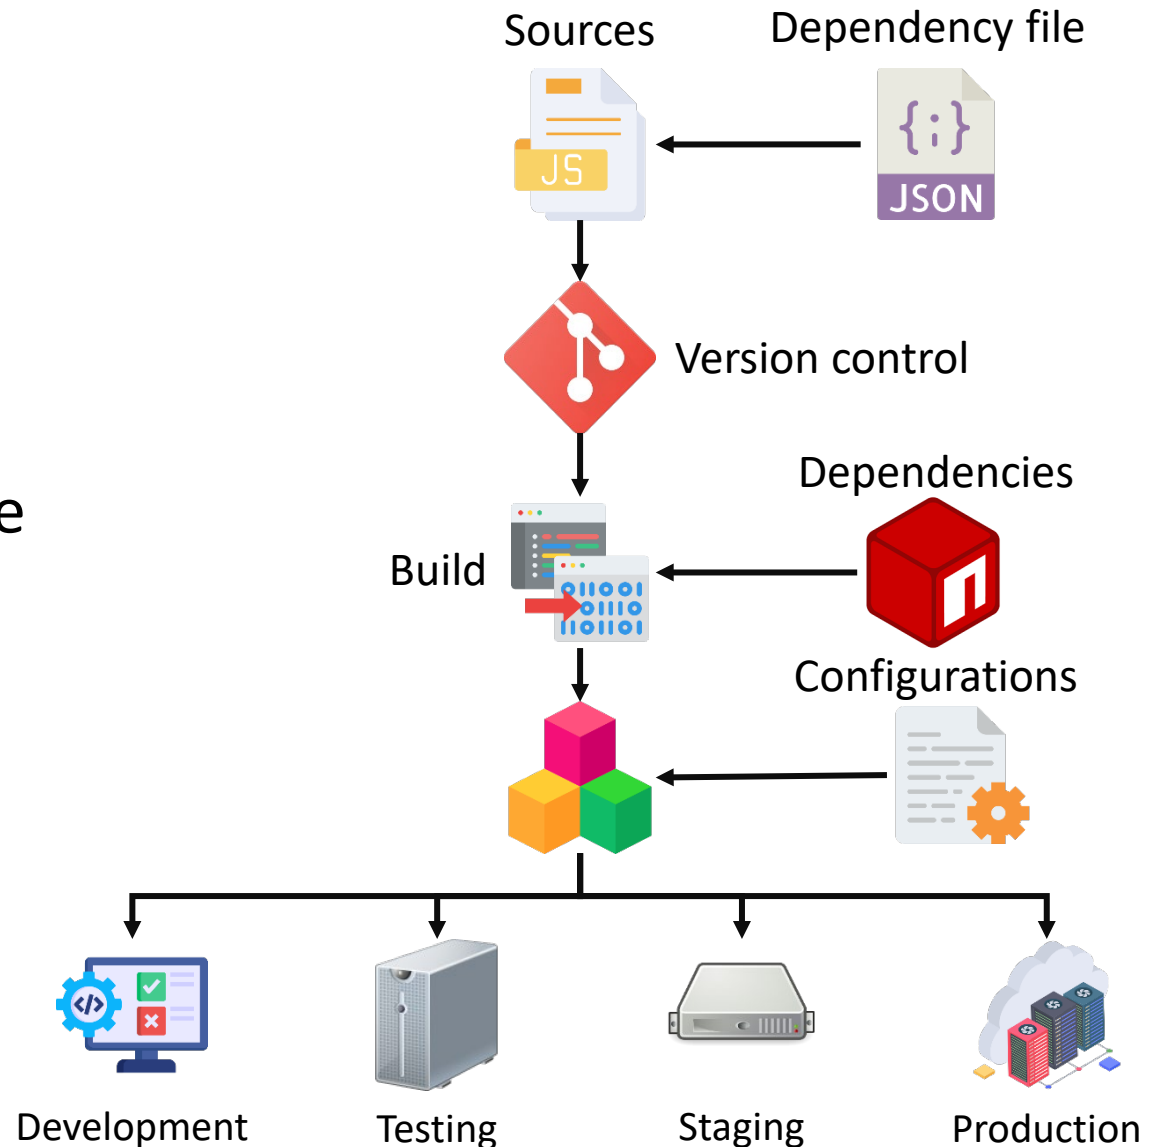 Sources
Dependency file
JS
{;}
JSON
Version control
e
Dependencies
Build
Configurations
</>
Development
Testing
Staging
Production